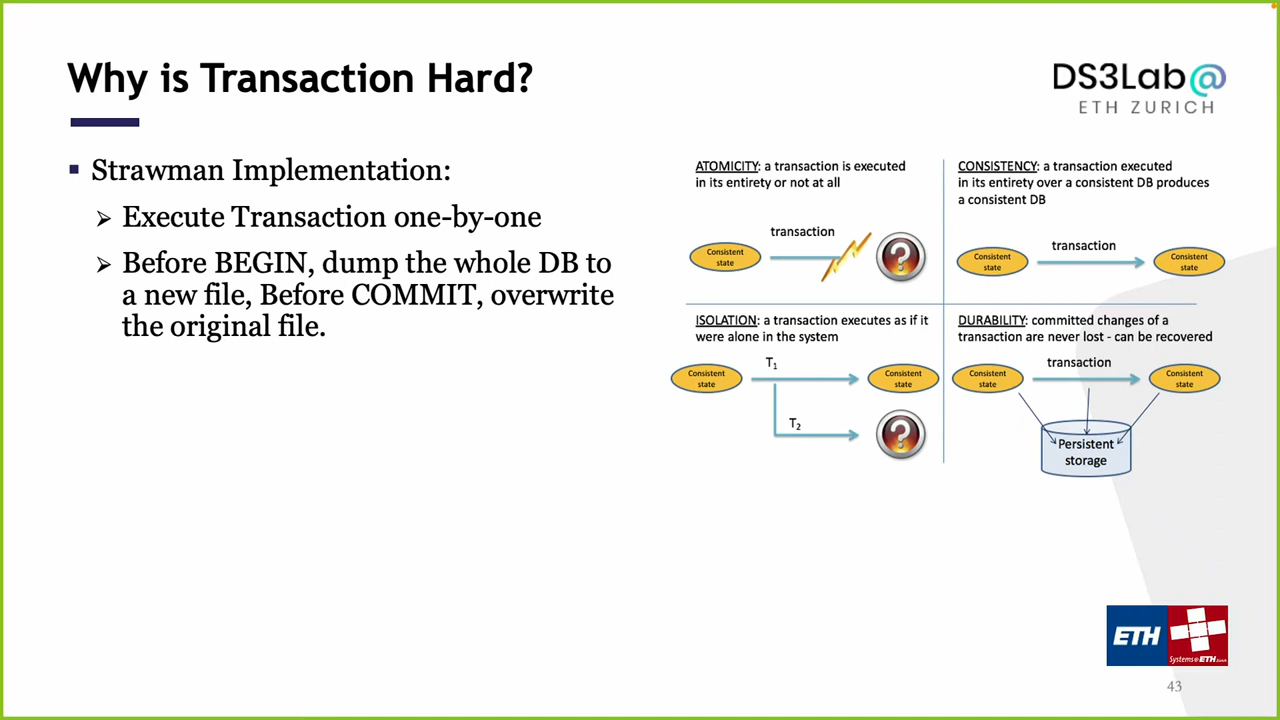 Why is Transaction Hard?
DS3Lab@
ETH ZURICH
▪ Strawman Implementation:
➢ Execute Transaction one-by-one
➢ Before BEGIN, dump the whole DB to
a new file, Before COMMIT, overwrite
the original file.
ATOMICITY: a transaction is executed
in its entirety or not at all
transaction
Consistent
state
?
CONSISTENCY: a transaction executed
in its entirety over a consistent DB produces
a consistent DB
transaction
Consistent
state
Consistent
state
ISOLATION: a transaction executes as if it
were alone in the system
T1
Consistent
state
Consistent
state
T2
?
DURABILITY: committed changes of a
transaction are never lost - can be recovered
transaction
Consistent
state
Consistent
state
Persistent
storage
ETH
Systems@ETH Zürich
43